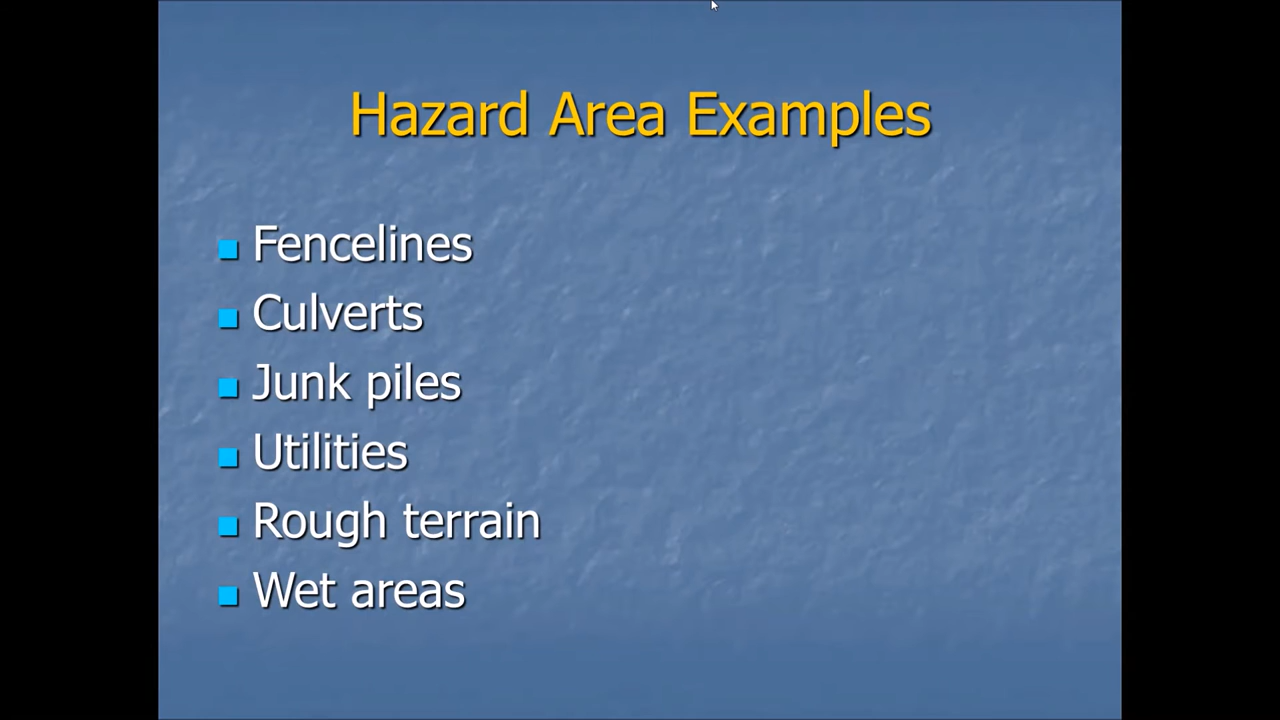 Hazard Area Examples
Fencelines
Culverts
Junk piles
Utilities
Rough terrain
Wet areas